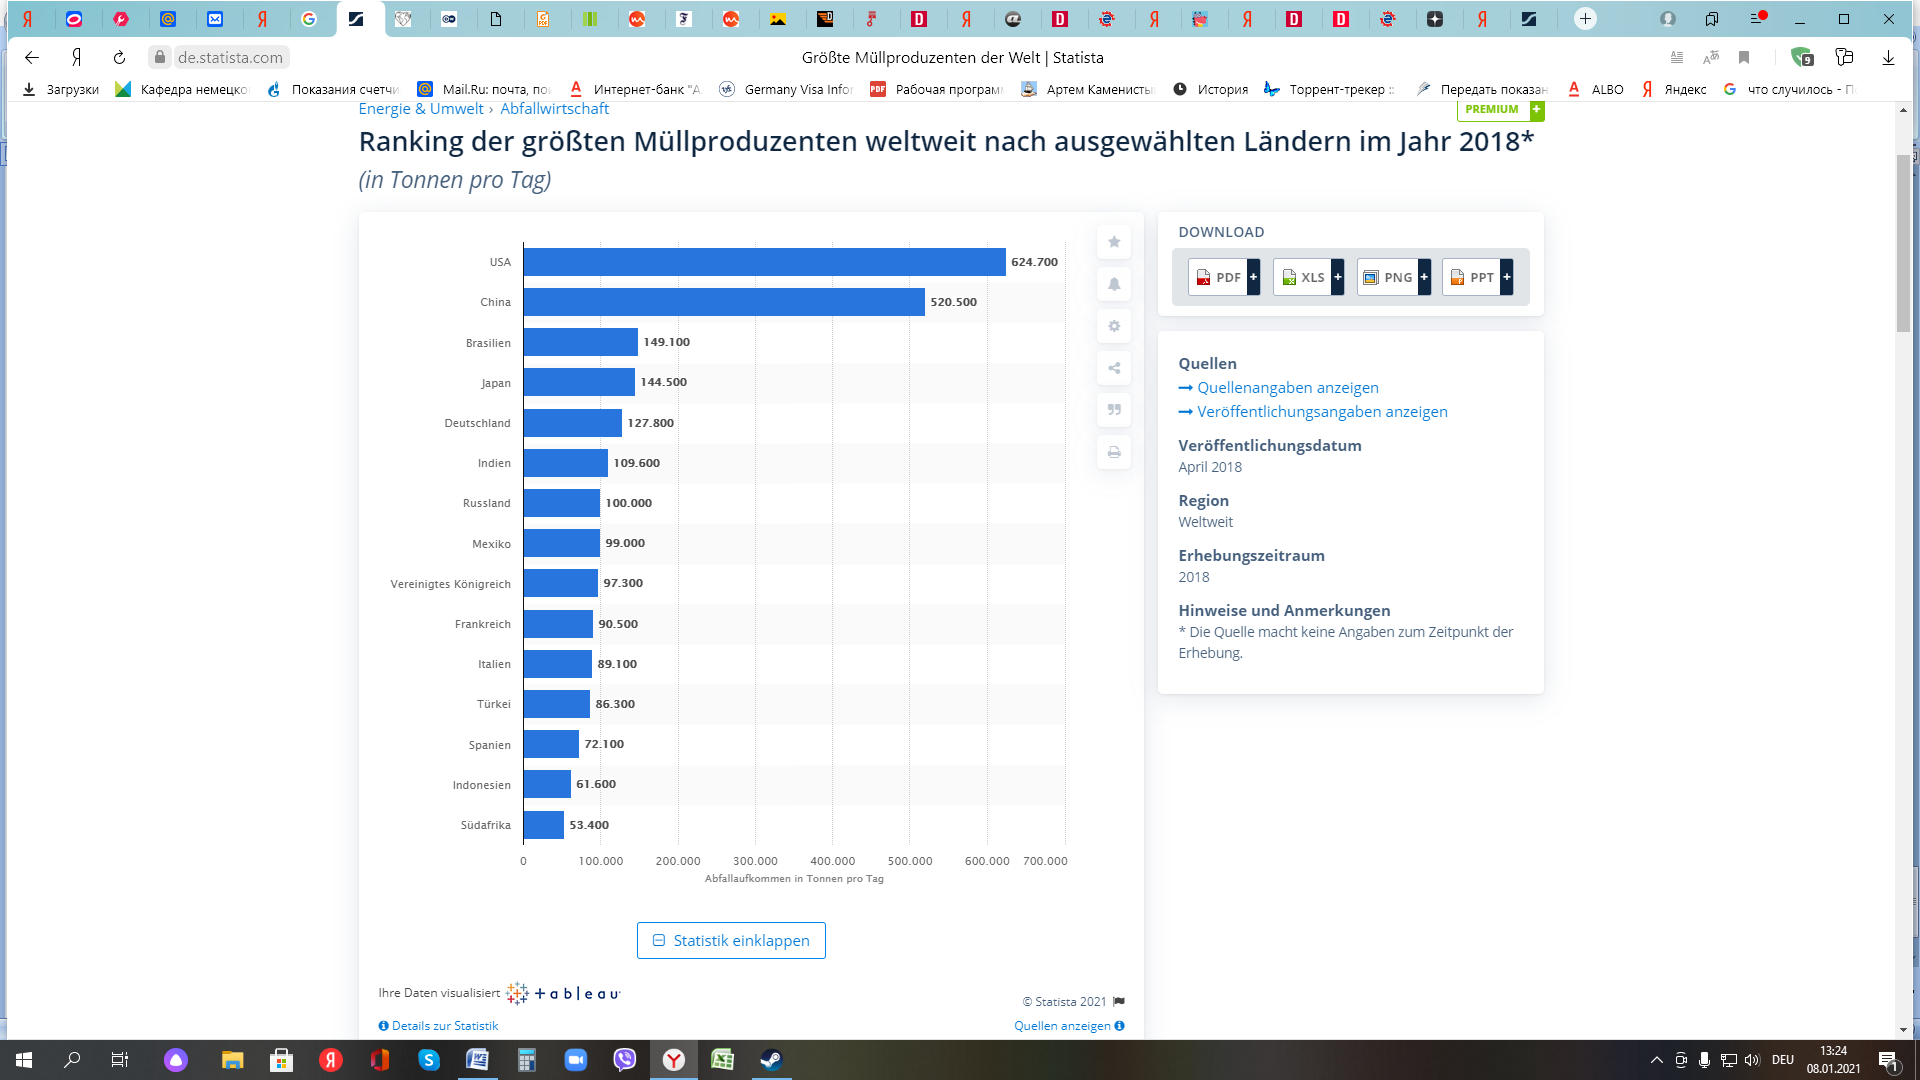 de.statista.com
Größte Müllproduzenten der Welt | Statista
9
Загрузки
Кафедра немецко
Показания счетчи
Mail.Ru: почта, по
Интернет-банк "А
Germany Visa Infor
Рабочая програм
Артем Каменисты
История
Торрент-трекер ::
Передать показан
ALBO
Яндекс
что случилось - По
Energie & Umwelt › Abfallwirtschaft
PREMIUM +
Ranking der größten Müllproduzenten weltweit nach ausgewählten Ländern im Jahr 2018*
(in Tonnen pro Tag)
USA 624.700
China 520.500
Brasilien 149.100
Japan 144.500
Deutschland 127.800
Indien 109.600
Russland 100.000
Mexiko 99.000
Vereinigtes Königreich 97.300
Frankreich 90.500
Italien 89.100
Türkei 86.300
Spanien 72.100
Indonesien 61.600
Südafrika 53.400
0 100.000 200.000 300.000 400.000 500.000 600.000 700.000
Abfallaufkommen in Tonnen pro Tag
Statistik einklappen
Ihre Daten visualisiert +ableau
© Statista 2021
Details zur Statistik
Quellen anzeigen
DOWNLOAD
PDF + XLS + PNG + PPT +
Quellen
Quellenangaben anzeigen
Veröffentlichungsangaben anzeigen
Veröffentlichungsdatum
April 2018
Region
Weltweit
Erhebungszeitraum
2018
Hinweise und Anmerkungen
* Die Quelle macht keine Angaben zum Zeitpunkt der
Erhebung.
DEU
13:24
08.01.2021
1